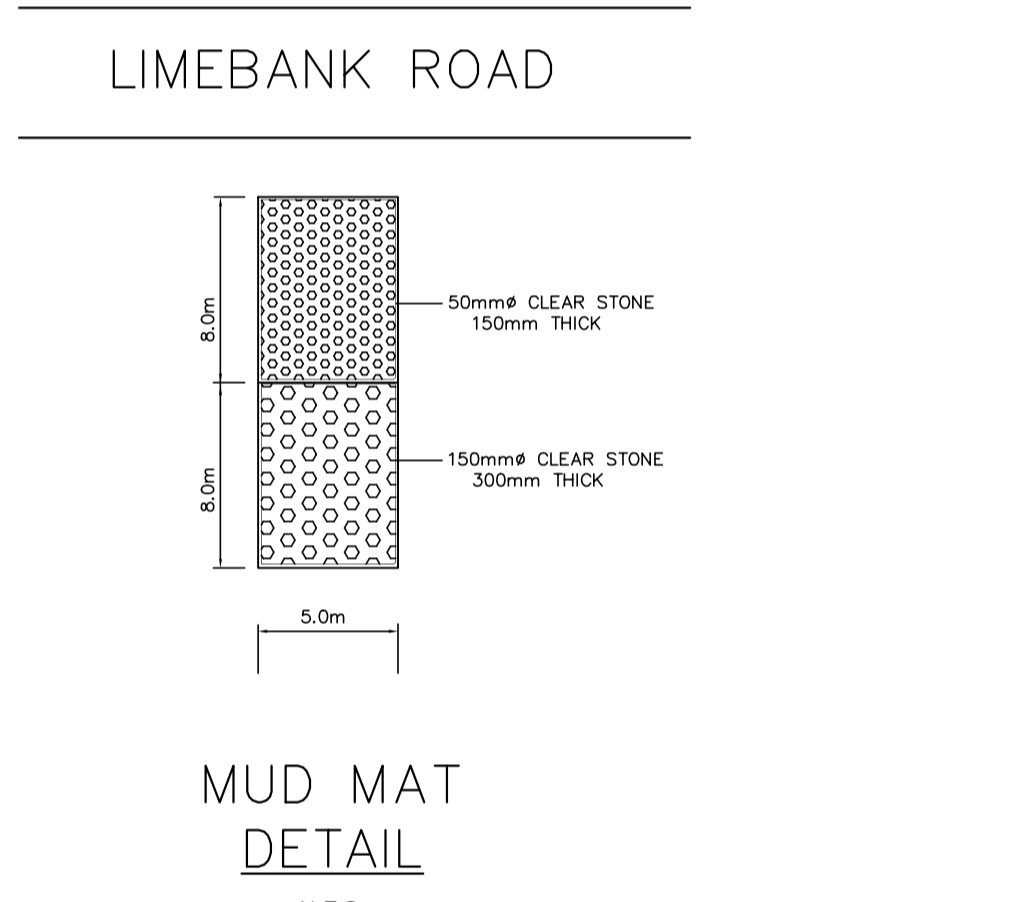 LIMEBANK ROAD
8.0m
50mmø CLEAR STONE
150mm THICK
8.0m
150mmø CLEAR STONE
300mm THICK
5.0m
MUD MAT
DETAIL